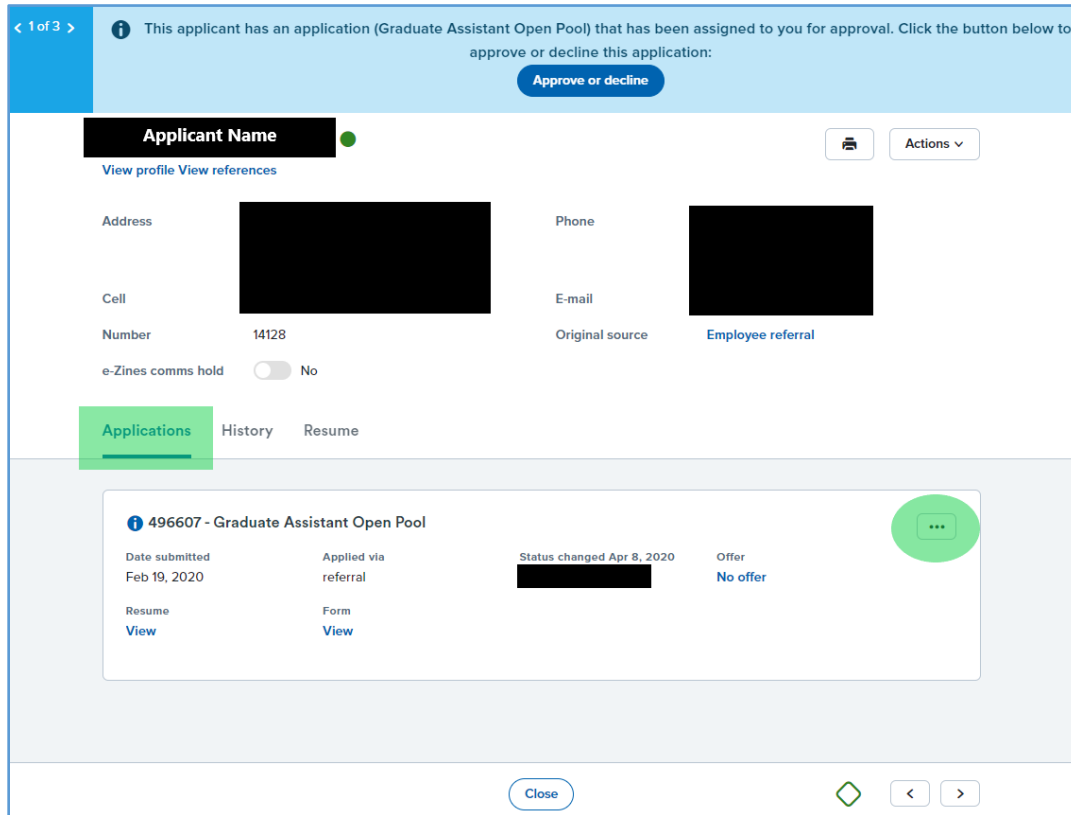 < 1 of 3 >
This applicant has an application (Graduate Assistant Open Pool) that has been assigned to you for approval. Click the button below to
approve or decline this application:
Approve or decline
Applicant Name
Actions
View profile View references
Address
Phone
Cell
E-mail
Number 14128
Original source Employee referral
e-Zines comms hold No
Applications History Resume
496607 - Graduate Assistant Open Pool
Date submitted Applied via Status changed Apr 8, 2020 Offer
Feb 19, 2020 referral No offer
Resume Form
View View
Close
< >